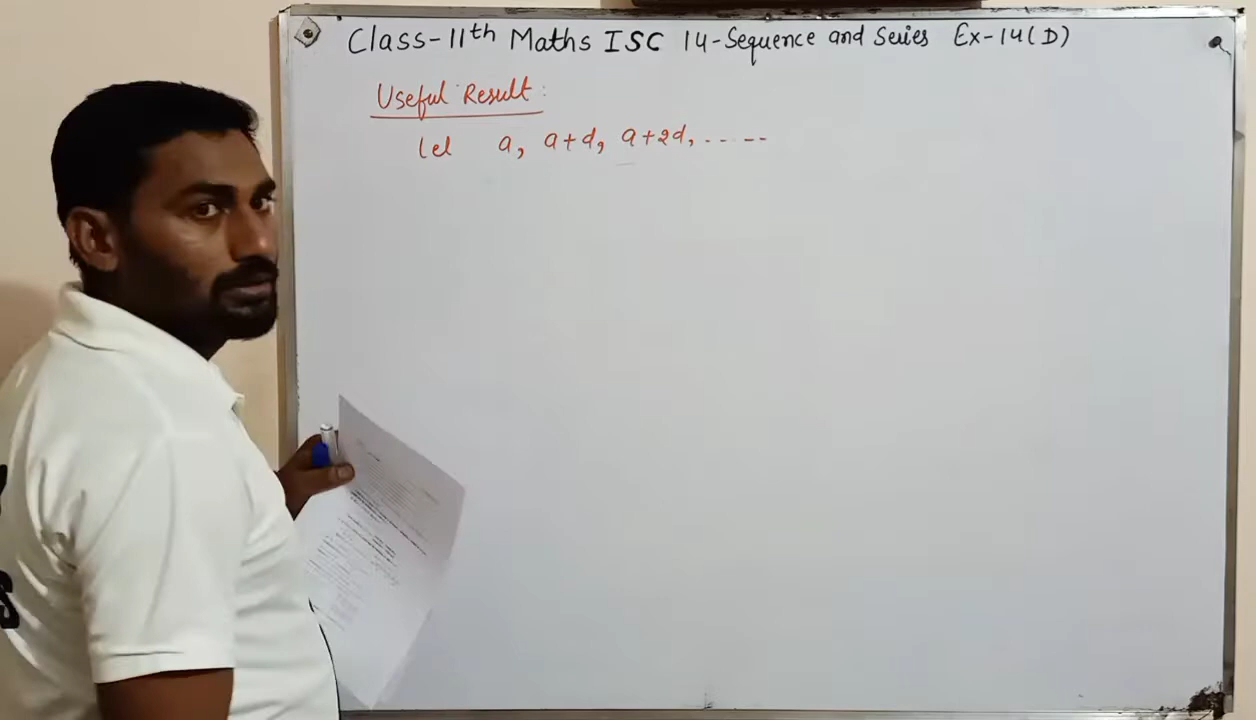 Class-11th Maths ISC 14-Sequence and Series Ex-14(D)
Useful Result:
Let a, a+d, a+2d, .....